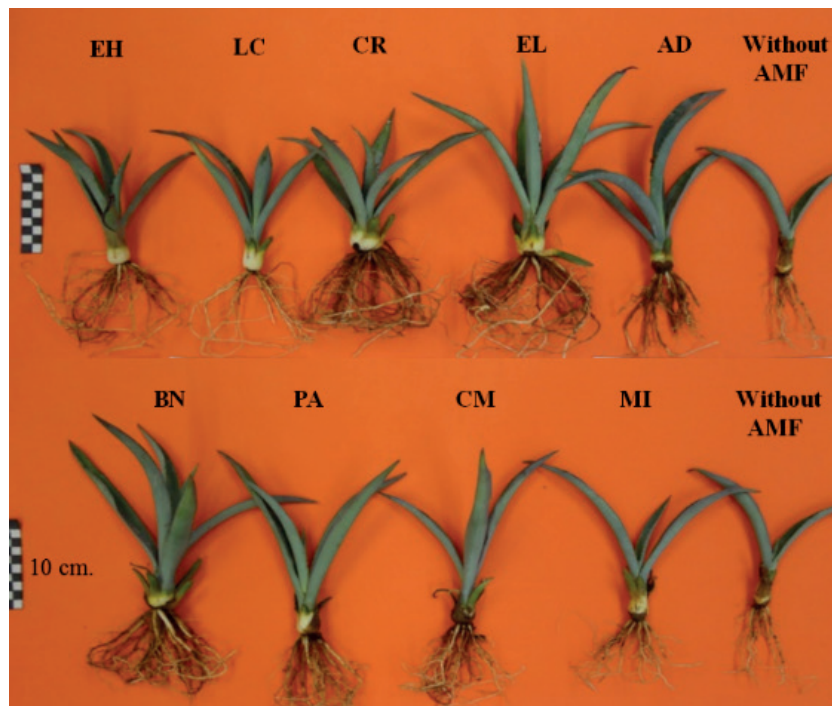 EH LC CR EL AD Without
AMF
BN PA CM MI Without
AMF
10 cm.